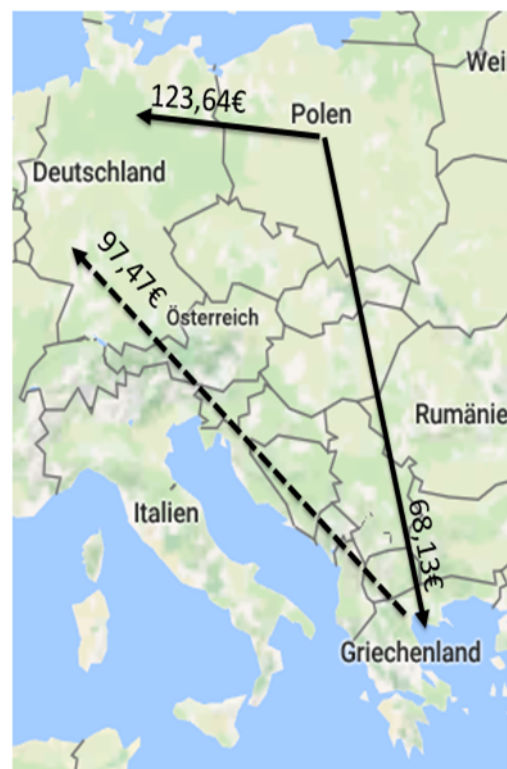 Wei
123,64€
Polen
Deutschland
97,47€
Österreich
Rumänie
Italien
68,13€
Griechenland